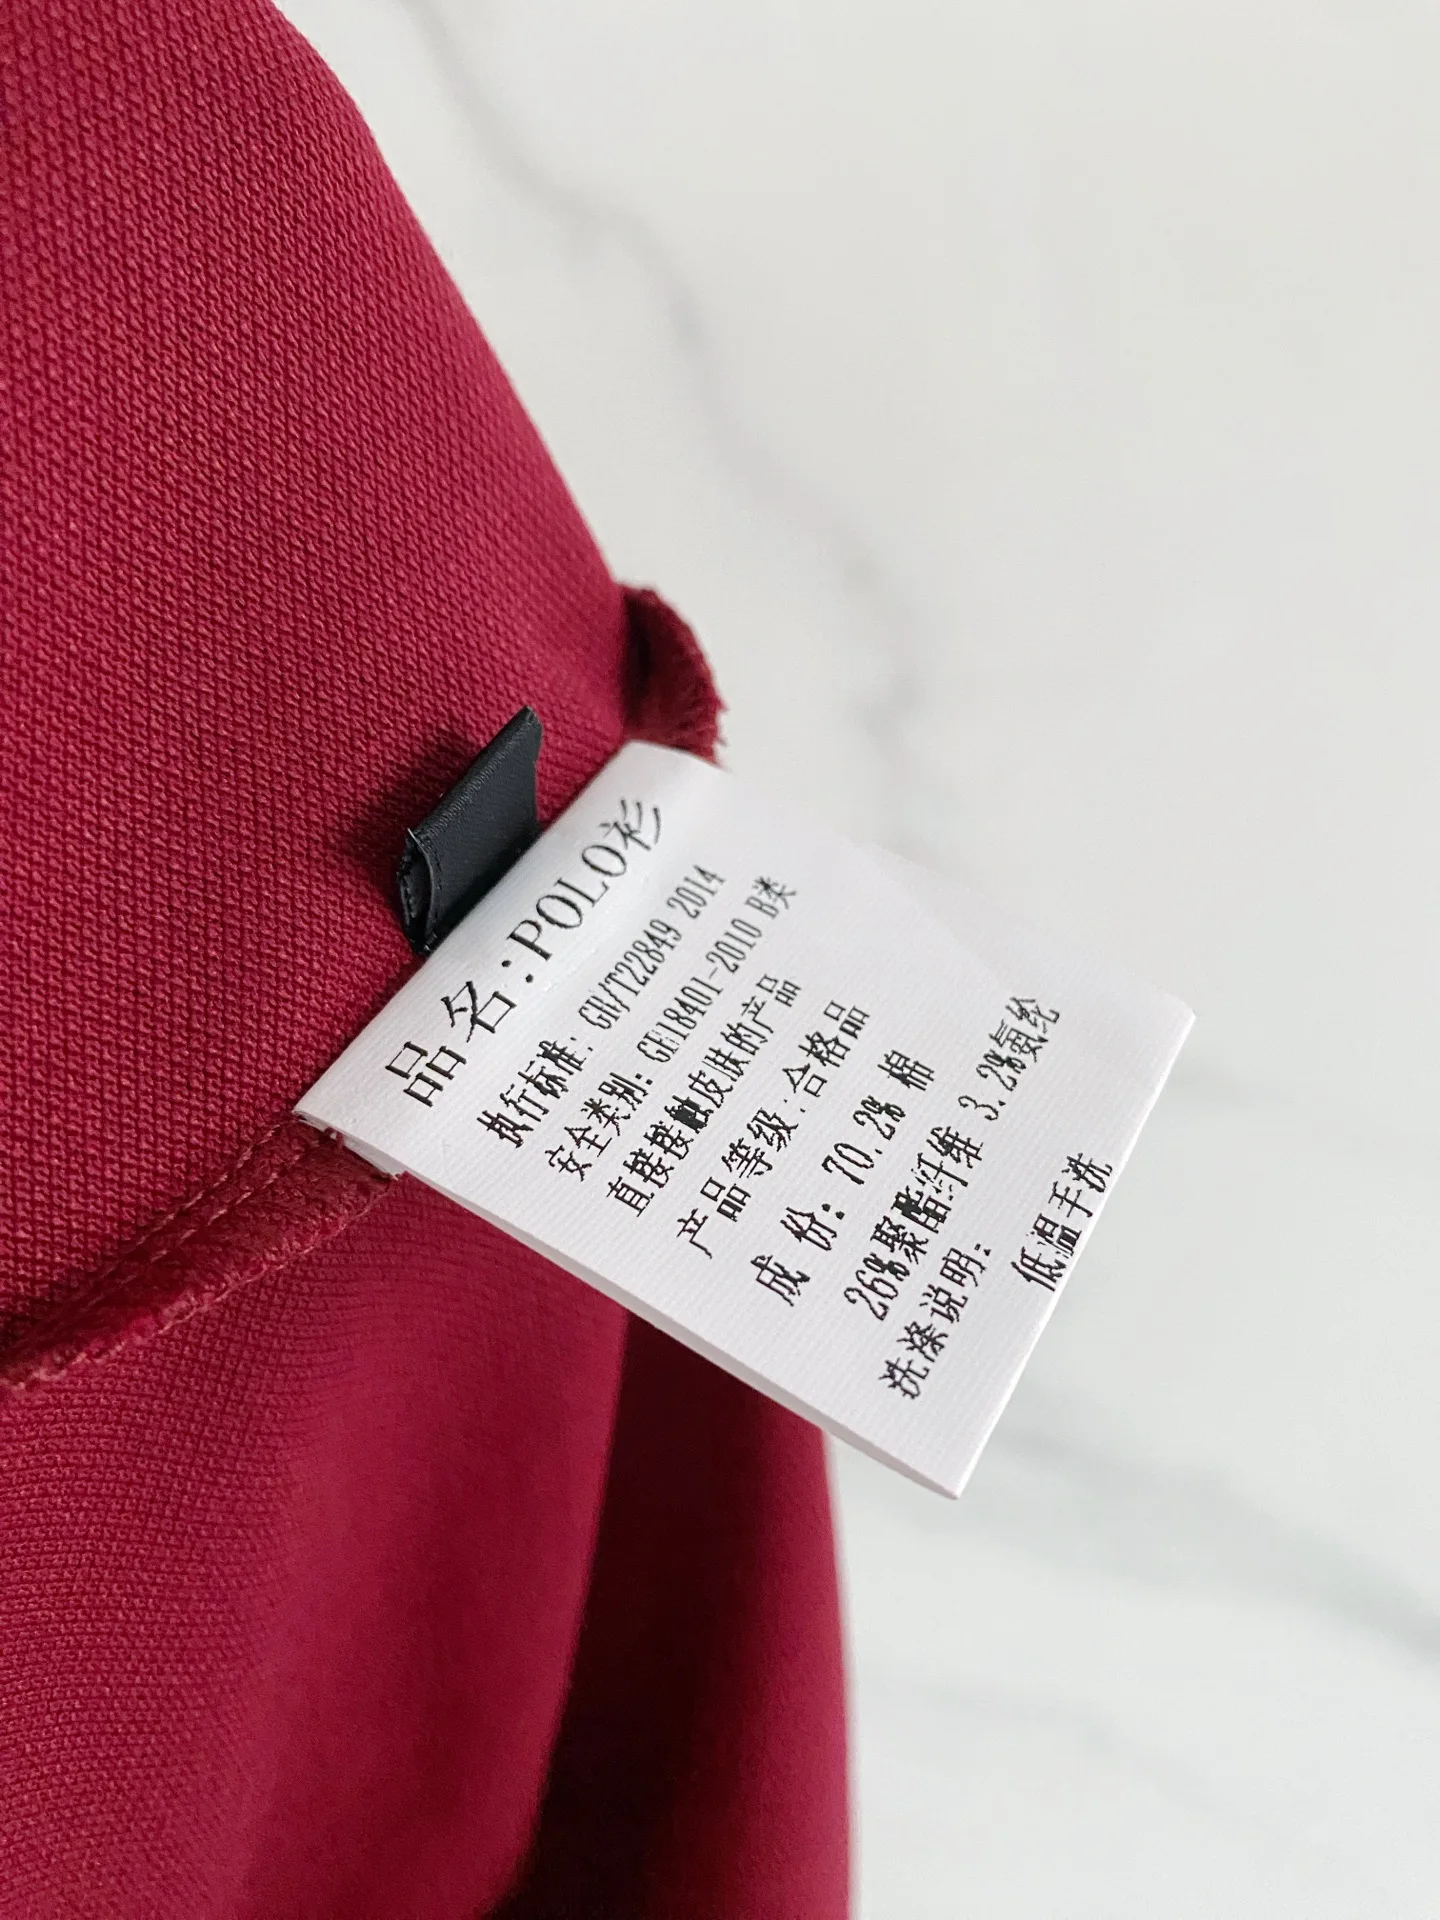 品名:POLO衫
执行标准: GB/T22849 2014
安全类别: GB18401-2010 B类
直接接触皮肤的产品
产品等级:合格品
成 份: 70.2% 棉
26%聚酯纤维 3.2%氨纶
洗涤说明:
低温手洗